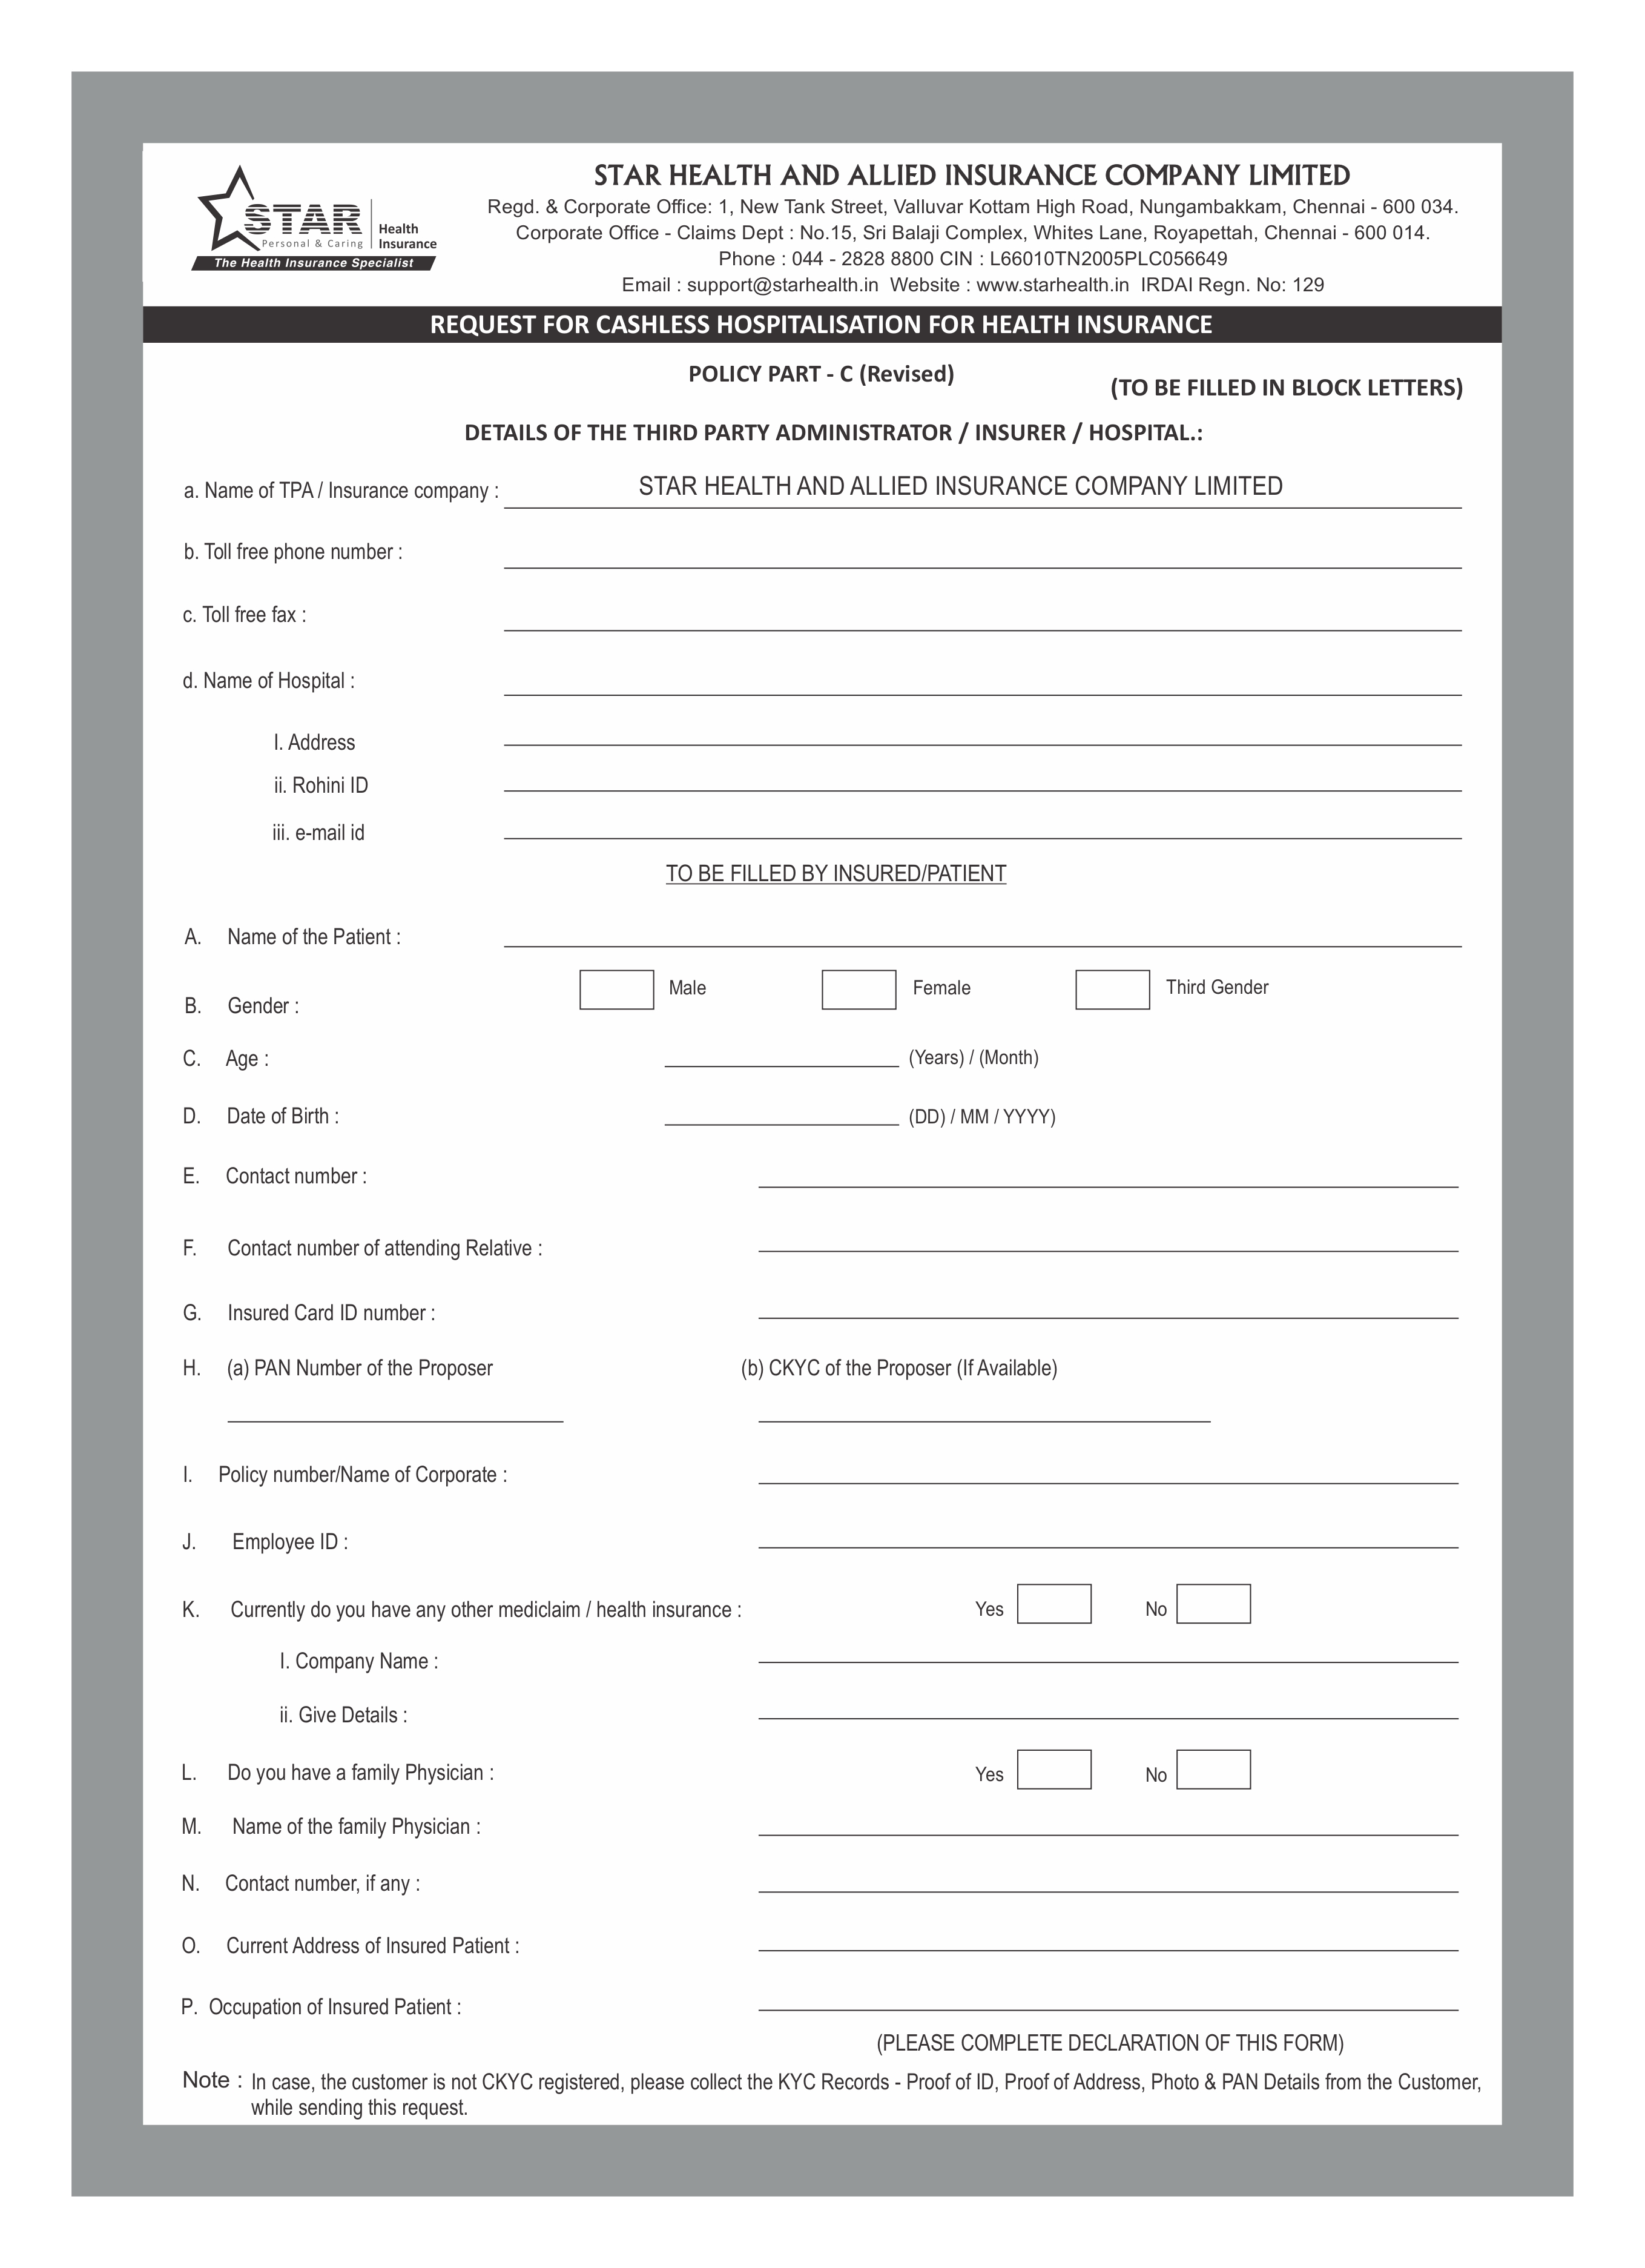 STAR
Personal & Caring
Health
Insurance
The Health Insurance Specialist
STAR HEALTH AND ALLIED INSURANCE COMPANY LIMITED
Regd. & Corporate Office: 1, New Tank Street, Valluvar Kottam High Road, Nungambakkam, Chennai - 600 034.
Corporate Office - Claims Dept : No.15, Sri Balaji Complex, Whites Lane, Royapettah, Chennai - 600 014.
Phone : 044 - 2828 8800 CIN : L66010TN2005PLC056649
Email : support@starhealth.in Website : www.starhealth.in IRDAI Regn. No: 129
REQUEST FOR CASHLESS HOSPITALISATION FOR HEALTH INSURANCE
POLICY PART - C (Revised)
(TO BE FILLED IN BLOCK LETTERS)
DETAILS OF THE THIRD PARTY ADMINISTRATOR / INSURER / HOSPITAL.:
a. Name of TPA / Insurance company : STAR HEALTH AND ALLIED INSURANCE COMPANY LIMITED
b. Toll free phone number :
c. Toll free fax :
d. Name of Hospital :
I. Address
ii. Rohini ID
iii. e-mail id
TO BE FILLED BY INSURED/PATIENT
A. Name of the Patient :
B. Gender : Male Female Third Gender
C. Age : (Years) / (Month)
D. Date of Birth : (DD) / MM / YYYY)
E. Contact number :
F. Contact number of attending Relative :
G. Insured Card ID number :
H. (a) PAN Number of the Proposer (b) CKYC of the Proposer (If Available)
I. Policy number/Name of Corporate :
J. Employee ID :
K. Currently do you have any other mediclaim / health insurance : Yes No
I. Company Name :
ii. Give Details :
L. Do you have a family Physician : Yes No
M. Name of the family Physician :
N. Contact number, if any :
O. Current Address of Insured Patient :
P. Occupation of Insured Patient :
(PLEASE COMPLETE DECLARATION OF THIS FORM)
Note : In case, the customer is not CKYC registered, please collect the KYC Records - Proof of ID, Proof of Address, Photo & PAN Details from the Customer,
while sending this request.